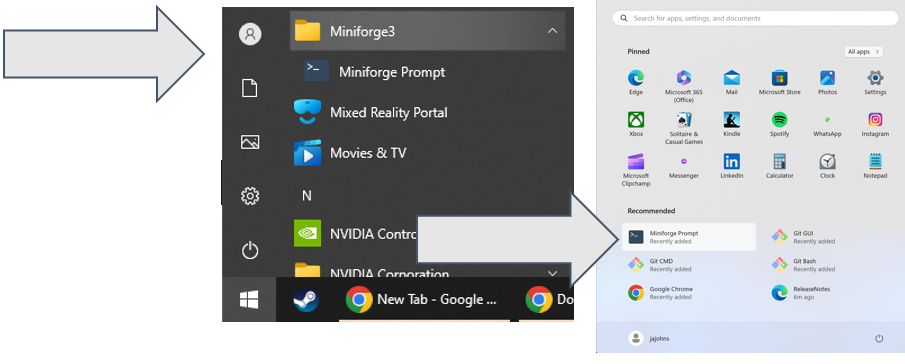 Miniforge3
Miniforge Prompt
Mixed Reality Portal
Movies & TV
N
NVIDIA Contro
NVIDIA Corporation
New Tab - Google ...
Do
Search for apps, settings, and documents
Pinned
All apps >
Edge
Microsoft 365
(Office)
Mail
Microsoft Store
Photos
Settings
Xbox
Solitaire &
Casual Games
Kindle
Spotify
WhatsApp
Instagram
Microsoft
Clipchamp
Messenger
LinkedIn
Calculator
Clock
Notepad
Recommended
Miniforge Prompt
Recently added
Git GUI
Recently added
Git CMD
Recently added
Git Bash
Recently added
Google Chrome
Recently added
ReleaseNotes
6m ago
jajohns